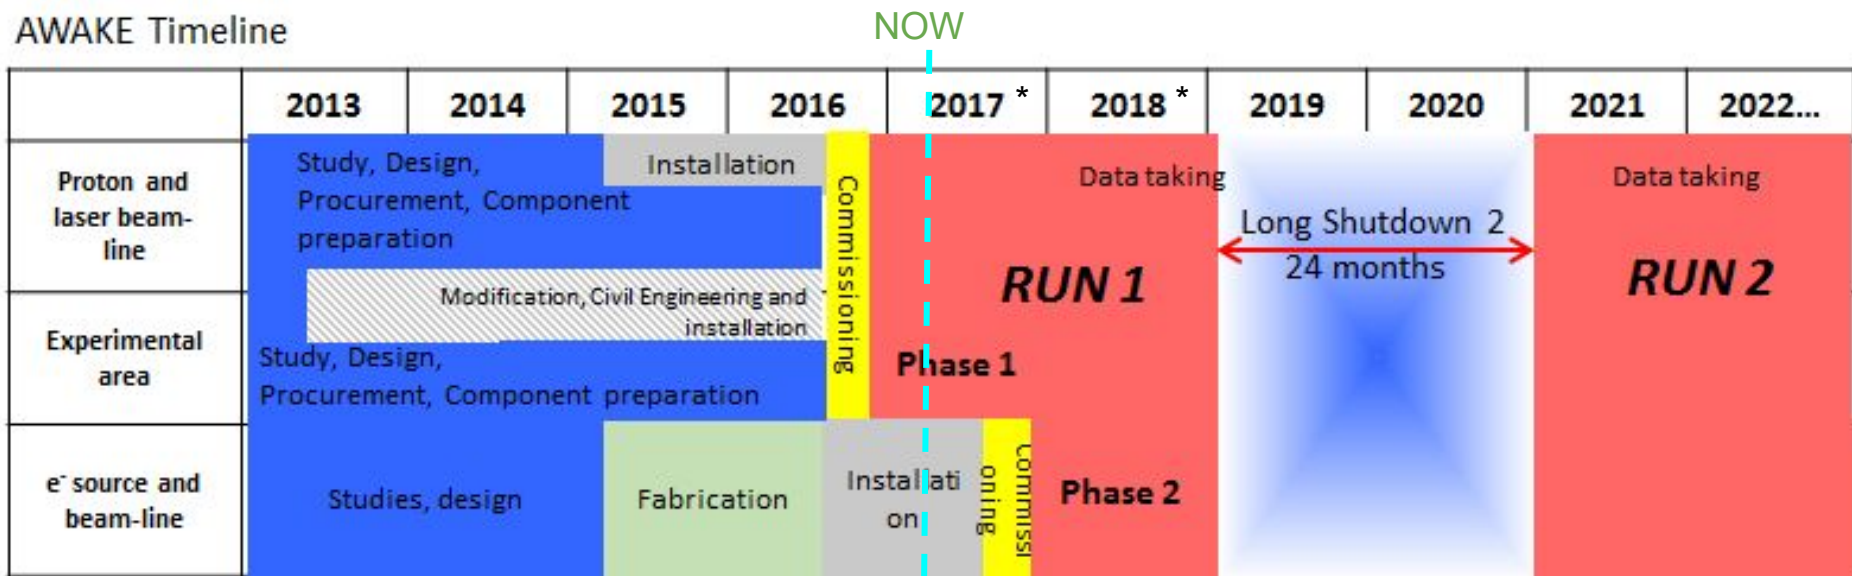 AWAKE Timeline
NOW
2013 2014 2015 2016 2017 * 2018 * 2019 2020 2021 2022...
Proton and
laser beam-
line
Study, Design,
Procurement, Component
preparation
Installation
Commissioning
Data taking
Long Shutdown 2
24 months
Data taking
RUN 1
RUN 2
Modification, Civil Engineering and
installation
Experimental
area
Study, Design,
Procurement, Component preparation
Phase 1
e⁻ source and
beam-line
Studies, design
Fabrication
Installati
on
Commissi
oning
Phase 2